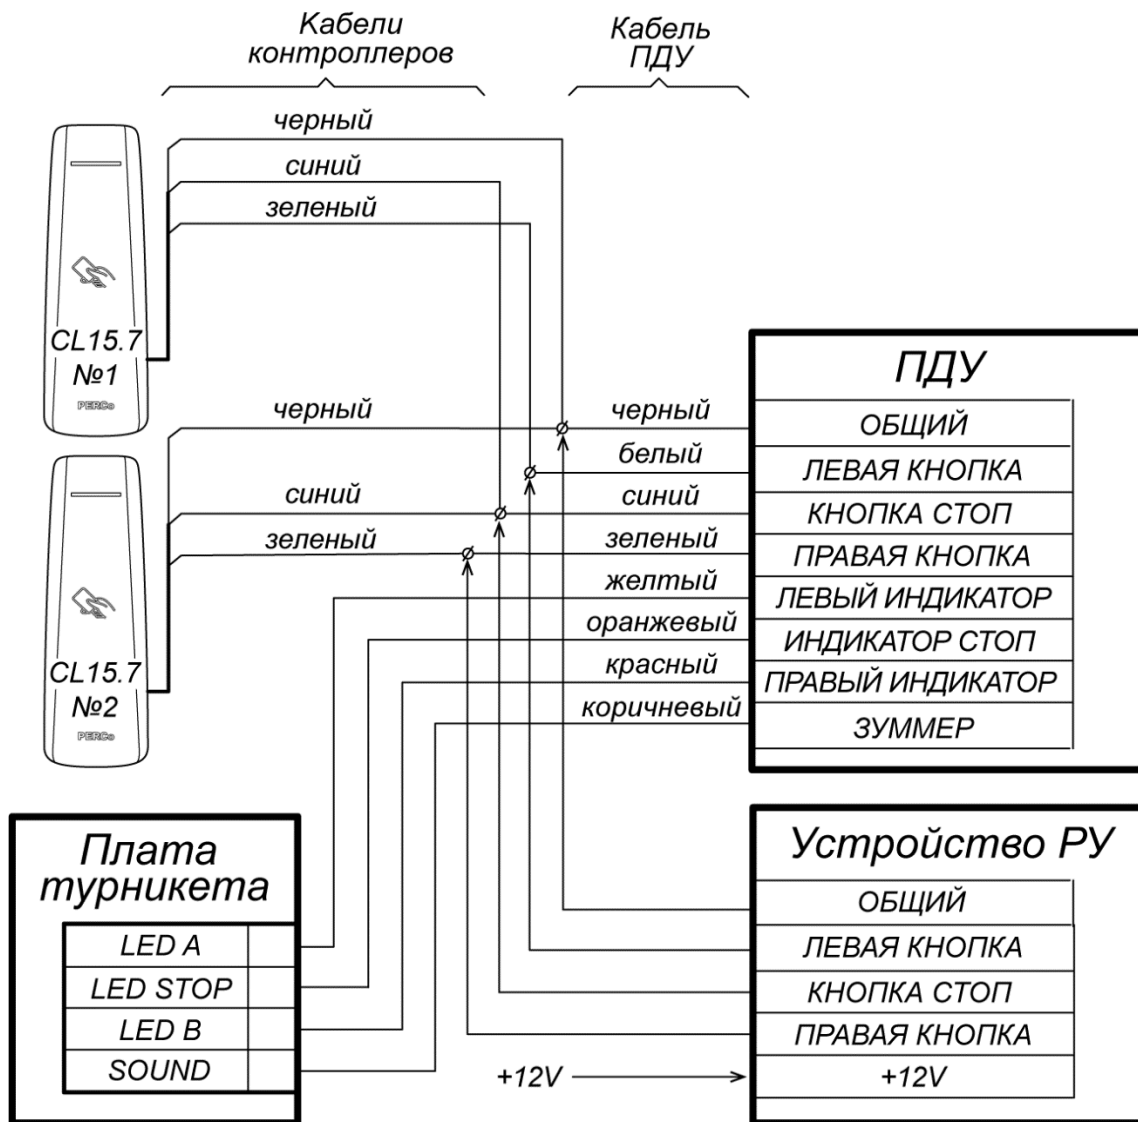 Кабели
контроллеров
Кабель
ПДУ
черный
синий
зеленый
CL15.7
№1
PERCo
черный
синий
зеленый
CL15.7
№2
PERCo
черный
белый
синий
зеленый
желтый
оранжевый
красный
коричневый
ПДУ
ОБЩИЙ
ЛЕВАЯ КНОПКА
КНОПКА СТОП
ПРАВАЯ КНОПКА
ЛЕВЫЙ ИНДИКАТОР
ИНДИКАТОР СТОП
ПРАВЫЙ ИНДИКАТОР
ЗУММЕР
Плата
турникета
LED A
LED STOP
LED B
SOUND
Устройство РУ
ОБЩИЙ
ЛЕВАЯ КНОПКА
КНОПКА СТОП
ПРАВАЯ КНОПКА
+12V
+12V